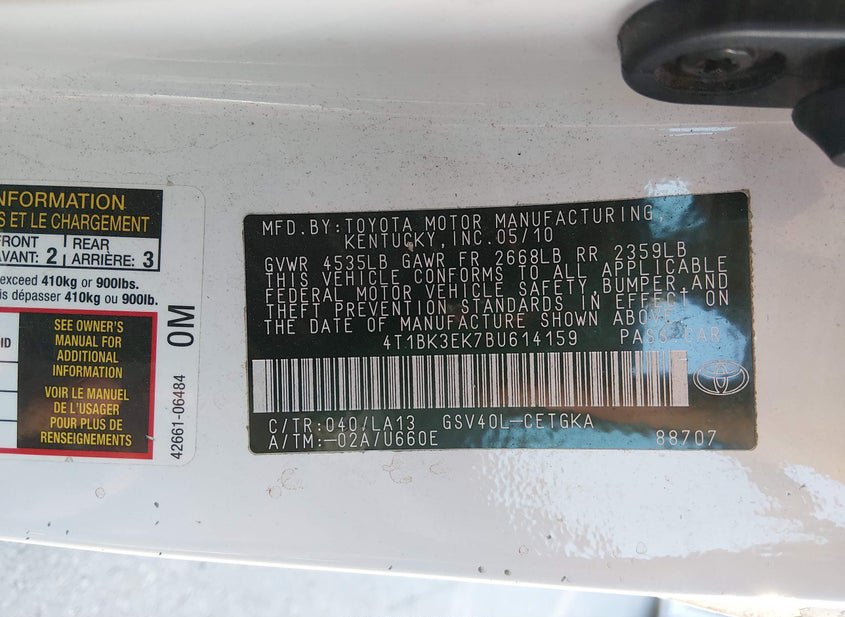 NFORMATION
S ET LE CHARGEMENT
FRONT
AVANT: 2
REAR
ARRIÈRE: 3
exceed 410kg or 900lbs.
is dépasser 410kg ou 900lb.
SEE OWNER'S
MANUAL FOR
ADDITIONAL
INFORMATION
VOIR LE MANUEL
DE L'USAGER
POUR PLUS DE
RENSEIGNEMENTS
42661-06484 0M
MFD.BY:TOYOTA MOTOR MANUFACTURING,
KENTUCKY,INC.05/10
GVWR 4535LB GAWR FR 2668LB RR 2359LB
THIS VEHICLE CONFORMS TO ALL APPLICABLE
FEDERAL MOTOR VEHICLE SAFETY,BUMPER,AND
THEFT PREVENTION STANDARDS IN EFFECT ON
THE DATE OF MANUFACTURE SHOWN ABOVE.
4T1BK3EK7BU614159 PASS CAR
C/TR:040/LA13 GSV40L-CETGKA
A/TM:-02A/U660E 88707